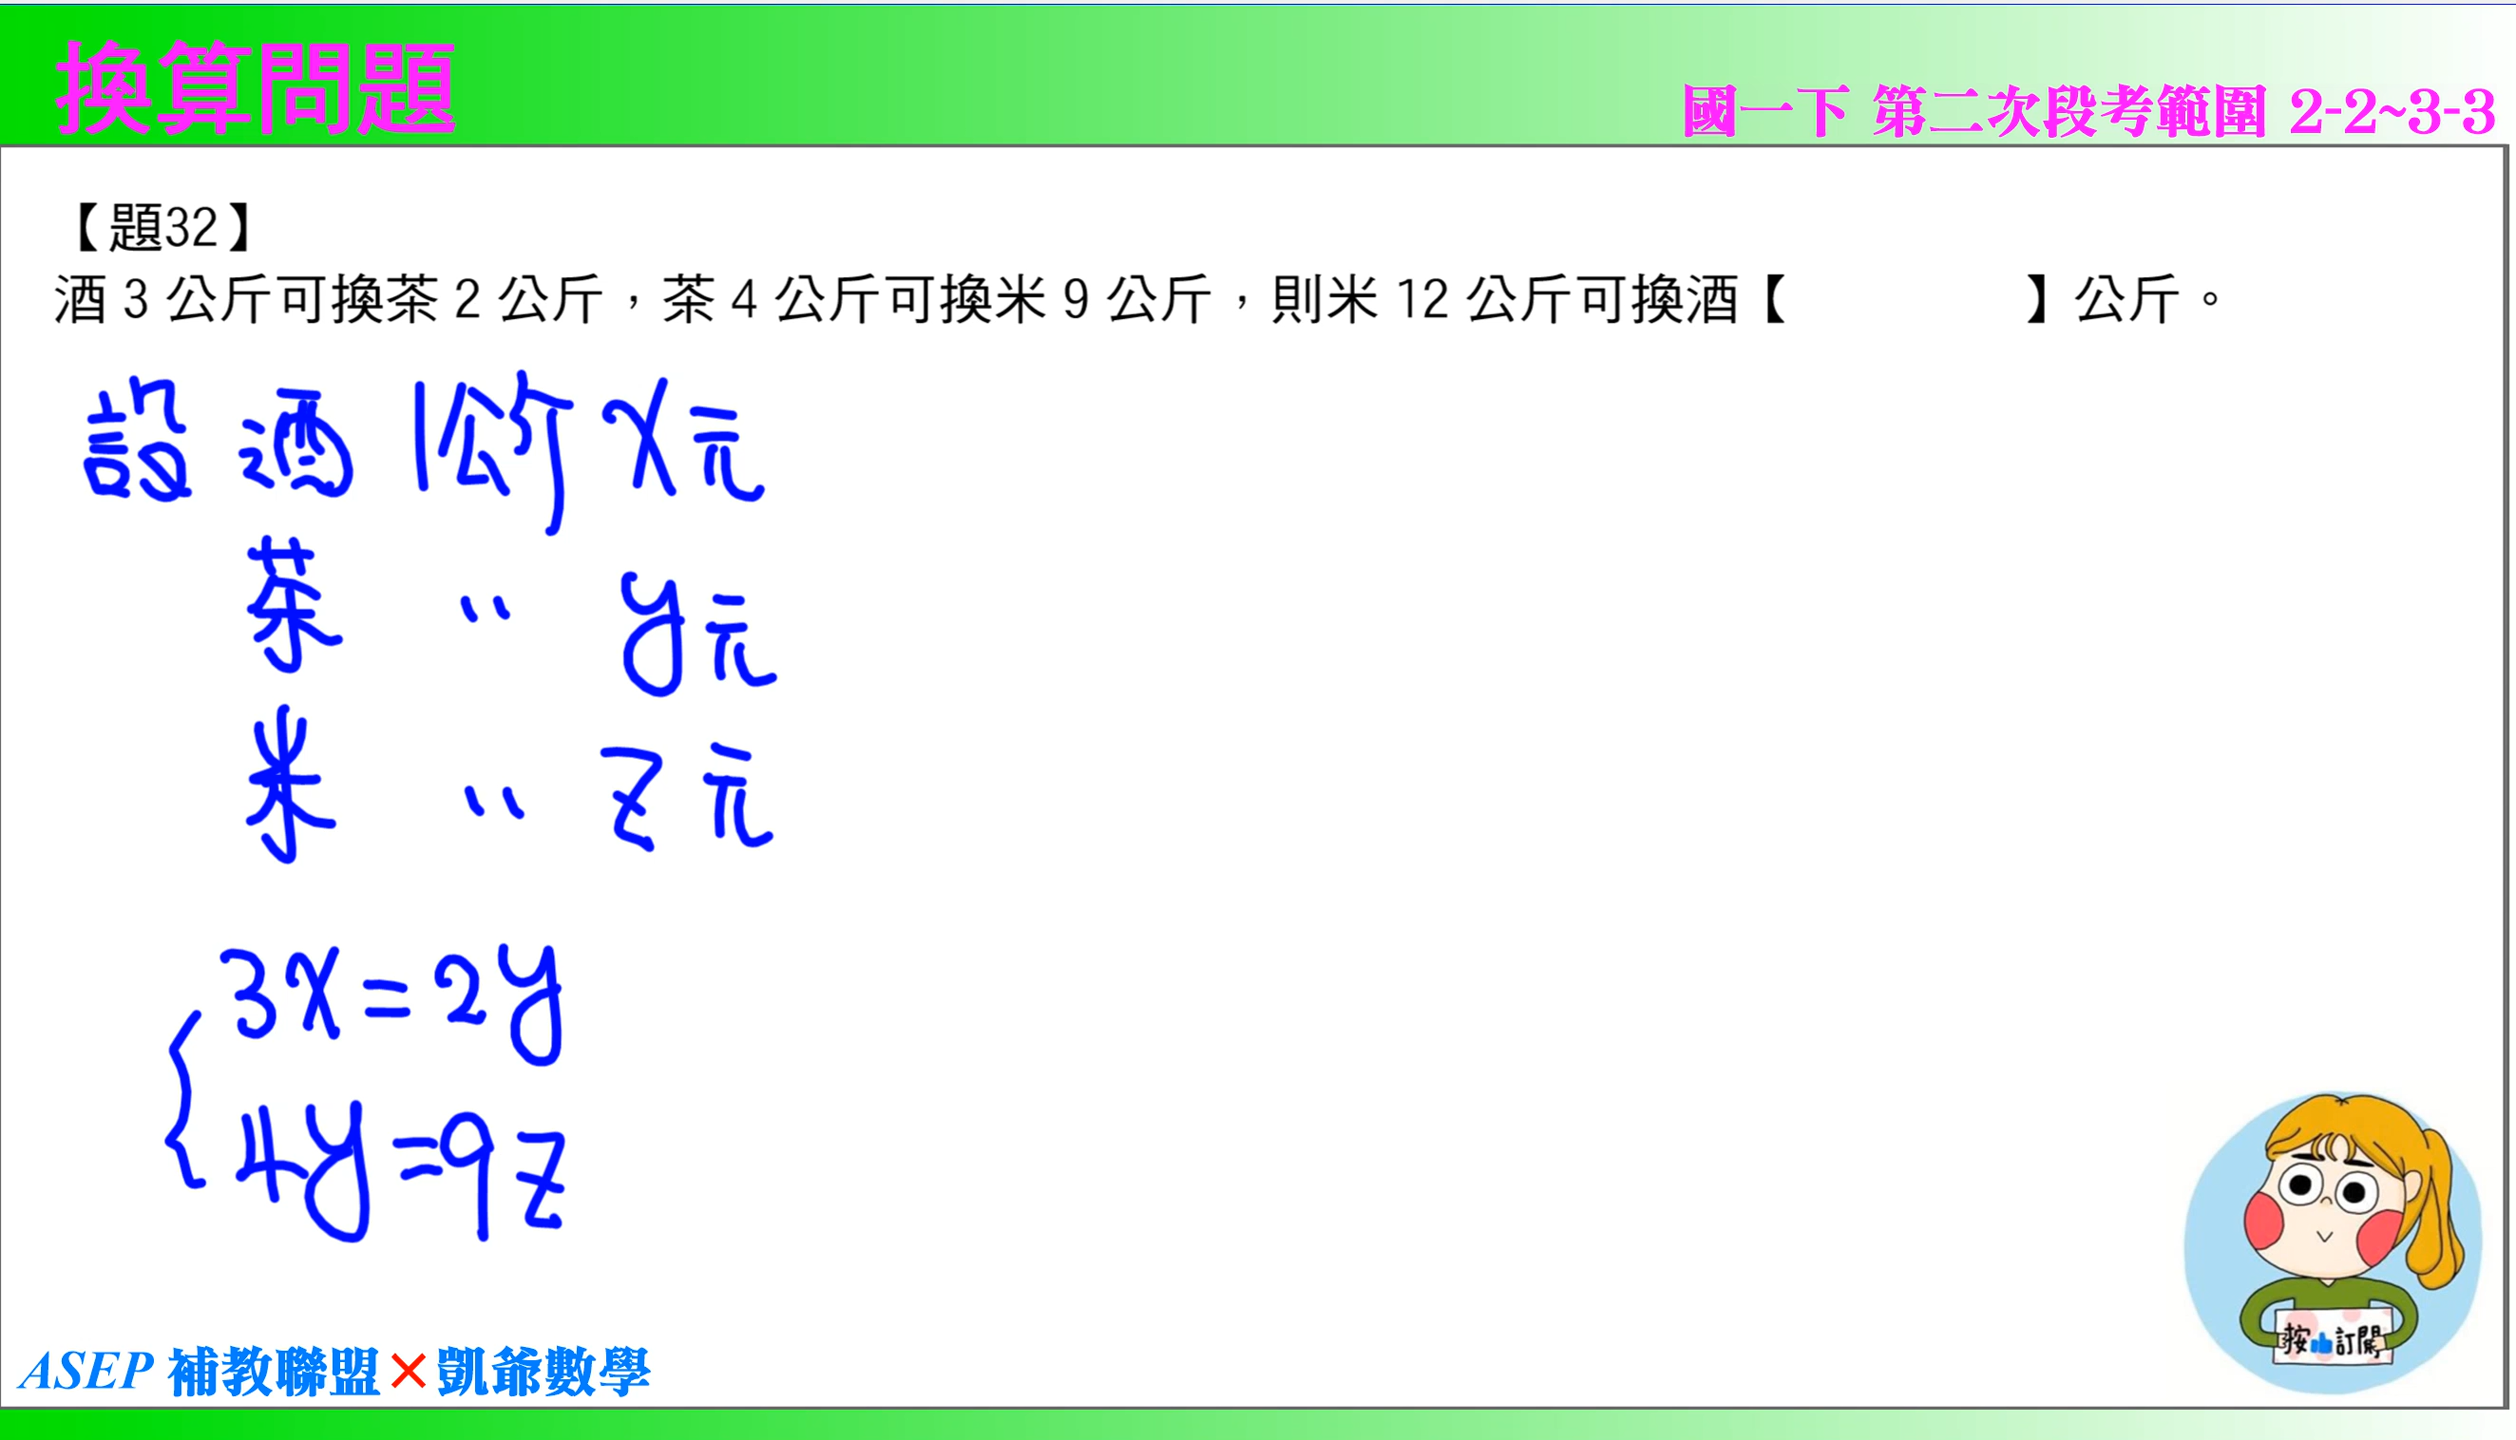 換算問題
國一下 第二次段考範圍 2-2~3-3
【題32】
酒 3 公斤可換茶 2 公斤，茶 4 公斤可換米 9 公斤，則米 12 公斤可換酒【 】公斤。
設 酒 1公斤 x元
茶 〃 y元
米 〃 z元
3x=2y
4y=9z
按 訂閱
ASEP 補教聯盟×凱爺數學